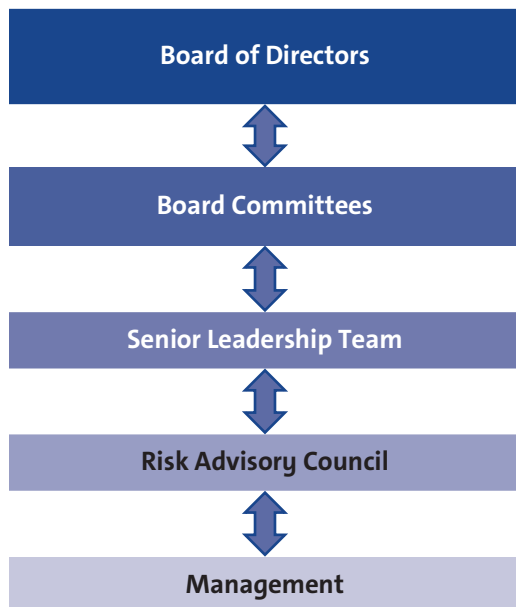 Board of Directors
Board Committees
Senior Leadership Team
Risk Advisory Council
Management